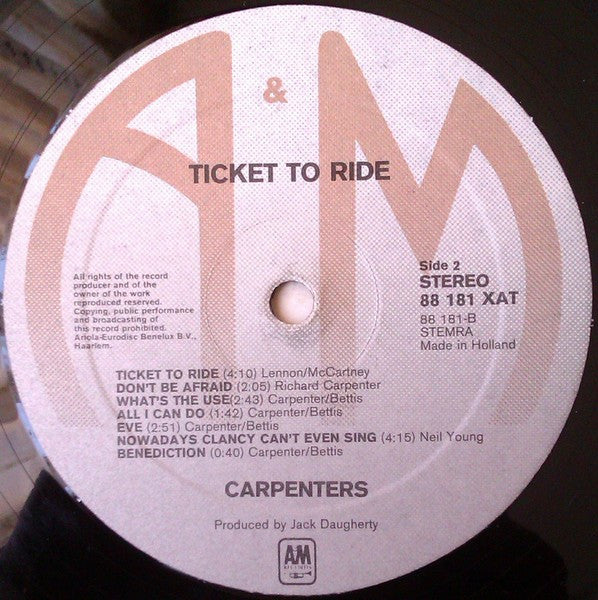 &
TICKET TO RIDE
All rights of the record
producer and of the
owner of the work
reproduced reserved.
Copying, public performance
and broadcasting of
this record prohibited.
Ariola-Eurodisc Benelux B.V.,
Haarlem.
Side 2
STEREO
88 181 XAT
88 181-B
STEMRA
Made in Holland
TICKET TO RIDE (4:10) Lennon/McCartney
DON'T BE AFRAID (2:05) Richard Carpenter
WHAT'S THE USE(2:43) Carpenter/Bettis
ALL I CAN DO (1:42) Carpenter/Bettis
EVE (2:51) Carpenter/Bettis
NOWADAYS CLANCY CAN'T EVEN SING (4:15) Neil Young
BENEDICTION (0:40) Carpenter/Bettis
CARPENTERS
Produced by Jack Daugherty
AM